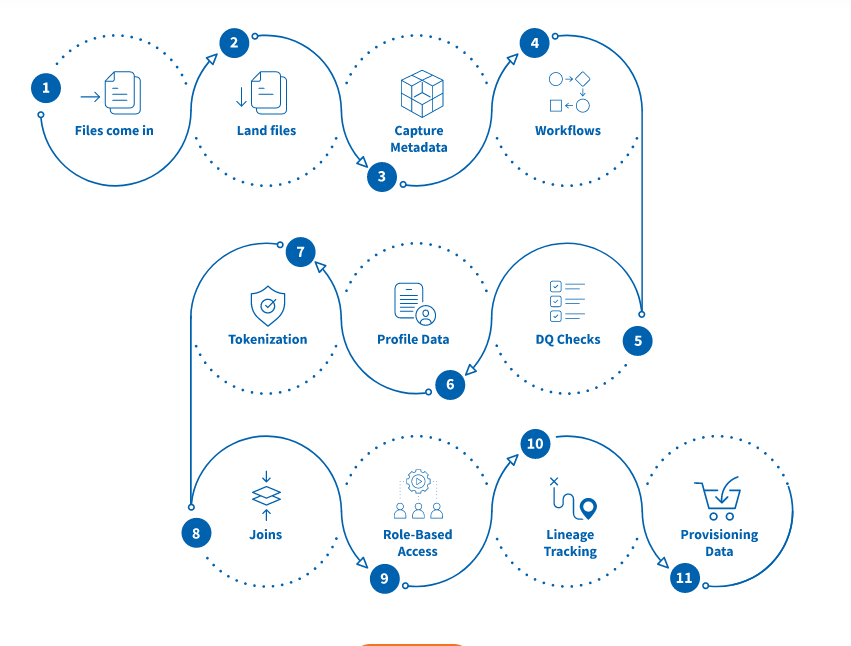 1
Files come in
2
Land files
3
Capture
Metadata
4
Workflows
5
DQ Checks
6
Profile Data
7
Tokenization
8
Joins
9
Role-Based
Access
10
Lineage
Tracking
11
Provisioning
Data